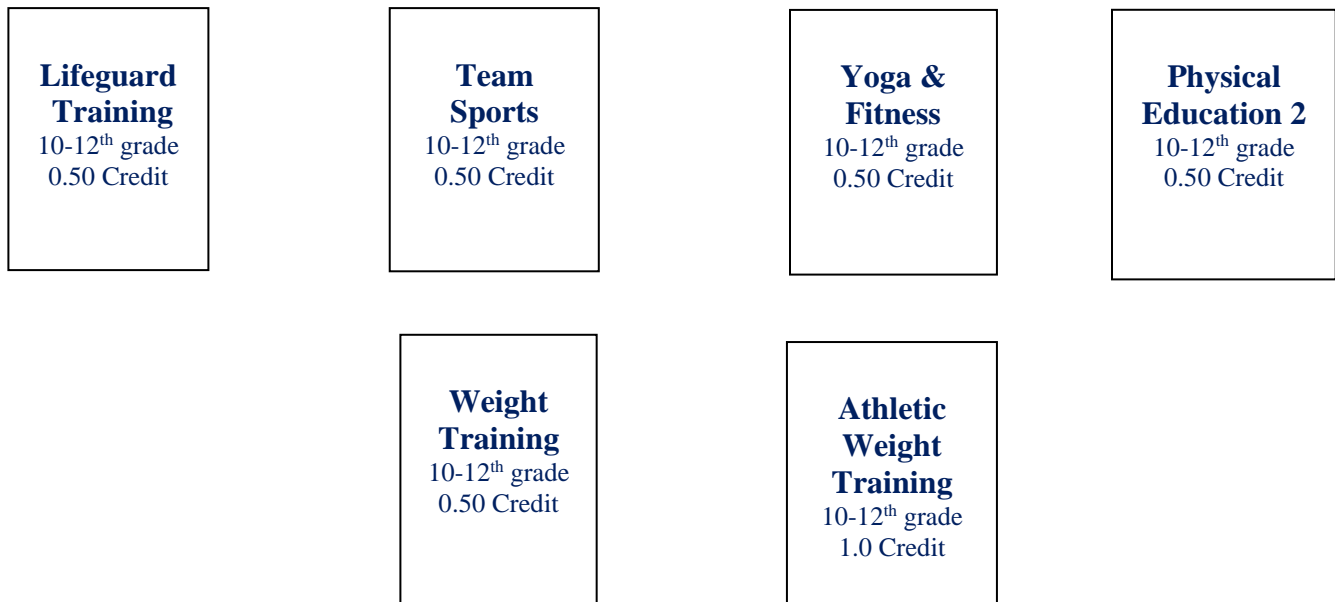 Lifeguard
Training
10-12th grade
0.50 Credit
Team
Sports
10-12th grade
0.50 Credit
Yoga &
Fitness
10-12th grade
0.50 Credit
Physical
Education 2
10-12th grade
0.50 Credit
Weight
Training
10-12th grade
0.50 Credit
Athletic
Weight
Training
10-12th grade
1.0 Credit